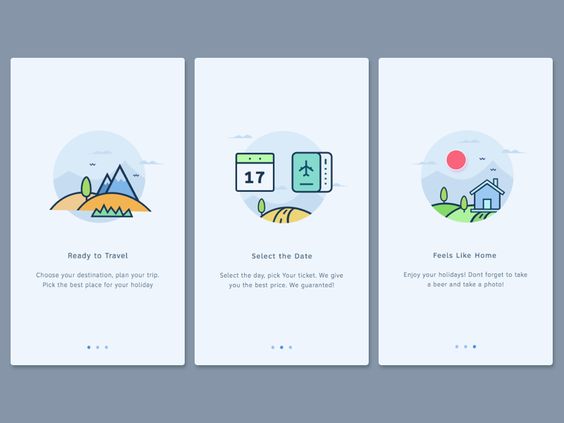 Ready to Travel
Choose your destination, plan your trip.
Pick the best place for your holiday
17
Select the Date
Select the day, pick Your ticket. We give
you the best price. We guaranted!
Feels Like Home
Enjoy your holidays! Dont forget to take
a beer and take a photo!